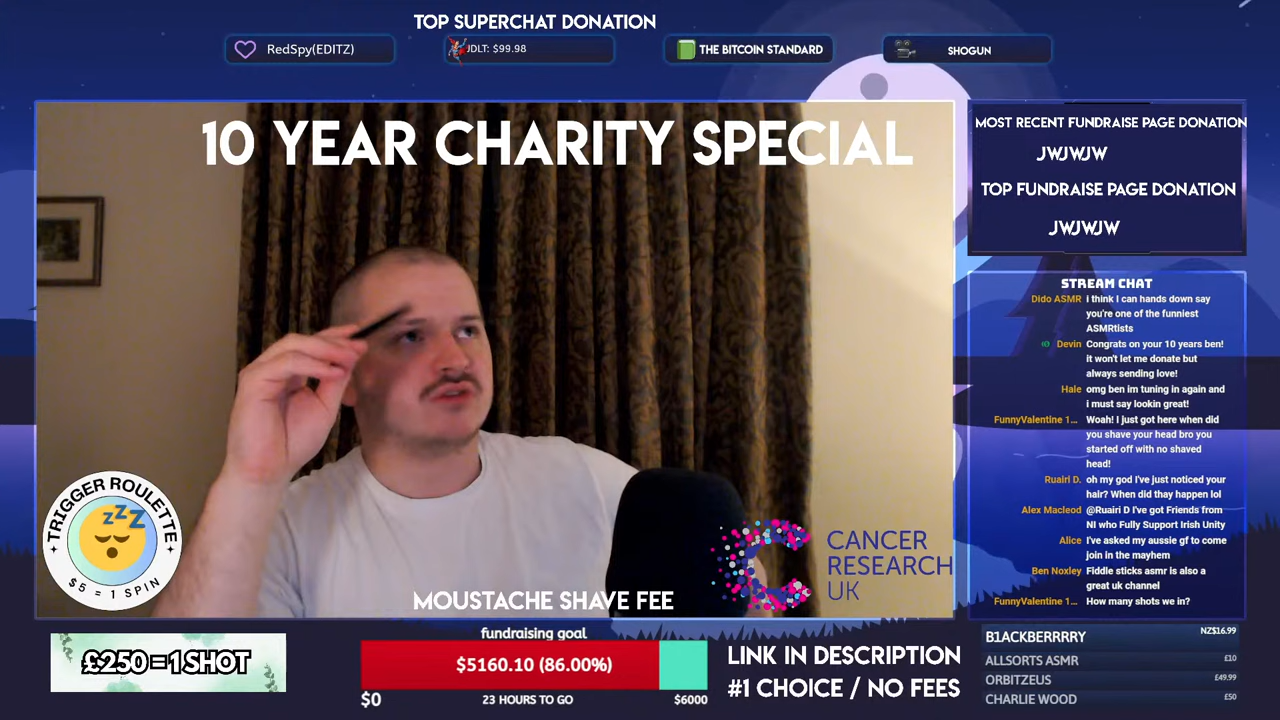 TOP SUPERCHAT DONATION
RedSpy(EDITZ)
JDLT: $99.98
THE BITCOIN STANDARD
SHOGUN
10 YEAR CHARITY SPECIAL
MOST RECENT FUNDRAISE PAGE DONATION
JWJWJW
TOP FUNDRAISE PAGE DONATION
JWJWJW
STREAM CHAT
Dido ASMR i think I can hands down say
you're one of the funniest
ASMRtists
Devin Congrats on your 10 years ben!
it won't let me donate but
always sending love!
Hale omg ben im tuning in again and
i must say lookin great!
FunnyValentine 1... Woah! I just got here when did
you shave your head bro you
started off with no shaved
head!
Ruairi D. oh my god I've just noticed your
hair? When did thay happen lol
Alex Macleod @Ruairi D I've got Friends from
NI who Fully Support Irish Unity
Alice I've asked my aussie gf to come
join in the mayhem
Ben Noxley Fiddle sticks asmr is also a
great uk channel
FunnyValentine 1... How many shots we in?
TRIGGER ROULETTE
zzz
$5 = 1 SPIN
CANCER
RESEARCH
UK
MOUSTACHE SHAVE FEE
£250 = 1 SHOT
fundraising goal
$5160.10 (86.00%)
$0
23 HOURS TO GO
$6000
LINK IN DESCRIPTION
#1 CHOICE / NO FEES
B1ACKBERRRRY NZ$16.99
ALLSORTS ASMR £10
ORBITZEUS £49.99
CHARLIE WOOD £50